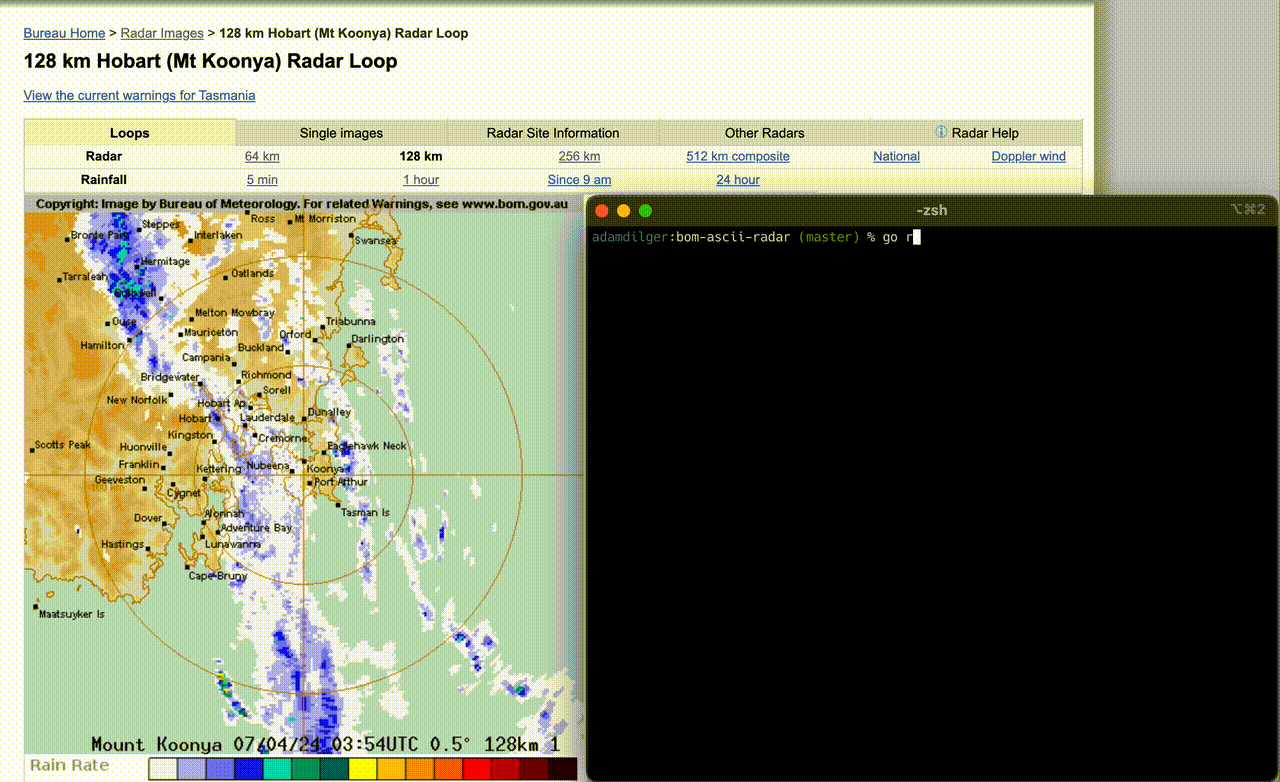 Bureau Home > Radar Images > 128 km Hobart (Mt Koonya) Radar Loop
128 km Hobart (Mt Koonya) Radar Loop
View the current warnings for Tasmania
Loops Single images Radar Site Information Other Radars Radar Help
Radar 64 km 128 km 256 km 512 km composite National Doppler wind
Rainfall 5 min 1 hour Since 9 am 24 hour
Copyright: Image by Bureau of Meteorology. For related Warnings, see www.bom.gov.au
Ross Mt Morriston
Steppes
Bronte Park Interlaken
Swansea
Hermitage
Tarraleah Oatlands
Melton Mowbray
Ouse Triabunna
Mauriceton Orford
Hamilton Darlington
Buckland
Campania
Bridgewater Richmond
Sorell
New Norfolk Hobart Ap
Dunalley
Hobart Lauderdale
Kingston Cremorne
Scotts Peak Huonville Eaglehawk Neck
Franklin Kettering Nubeena Koonya
Geeveston Port Arthur
Cygnet
Tasman Is
Dover Alonnah
Adventure Bay
Hastings Lunawanna
Cape Bruny
Maatsuyker Is
Mount Koonya 07/04/24 03:54UTC 0.5° 128km 1
Rain Rate
-zsh ⌥⌘2
adamdilger:bom-ascii-radar (master) % go r